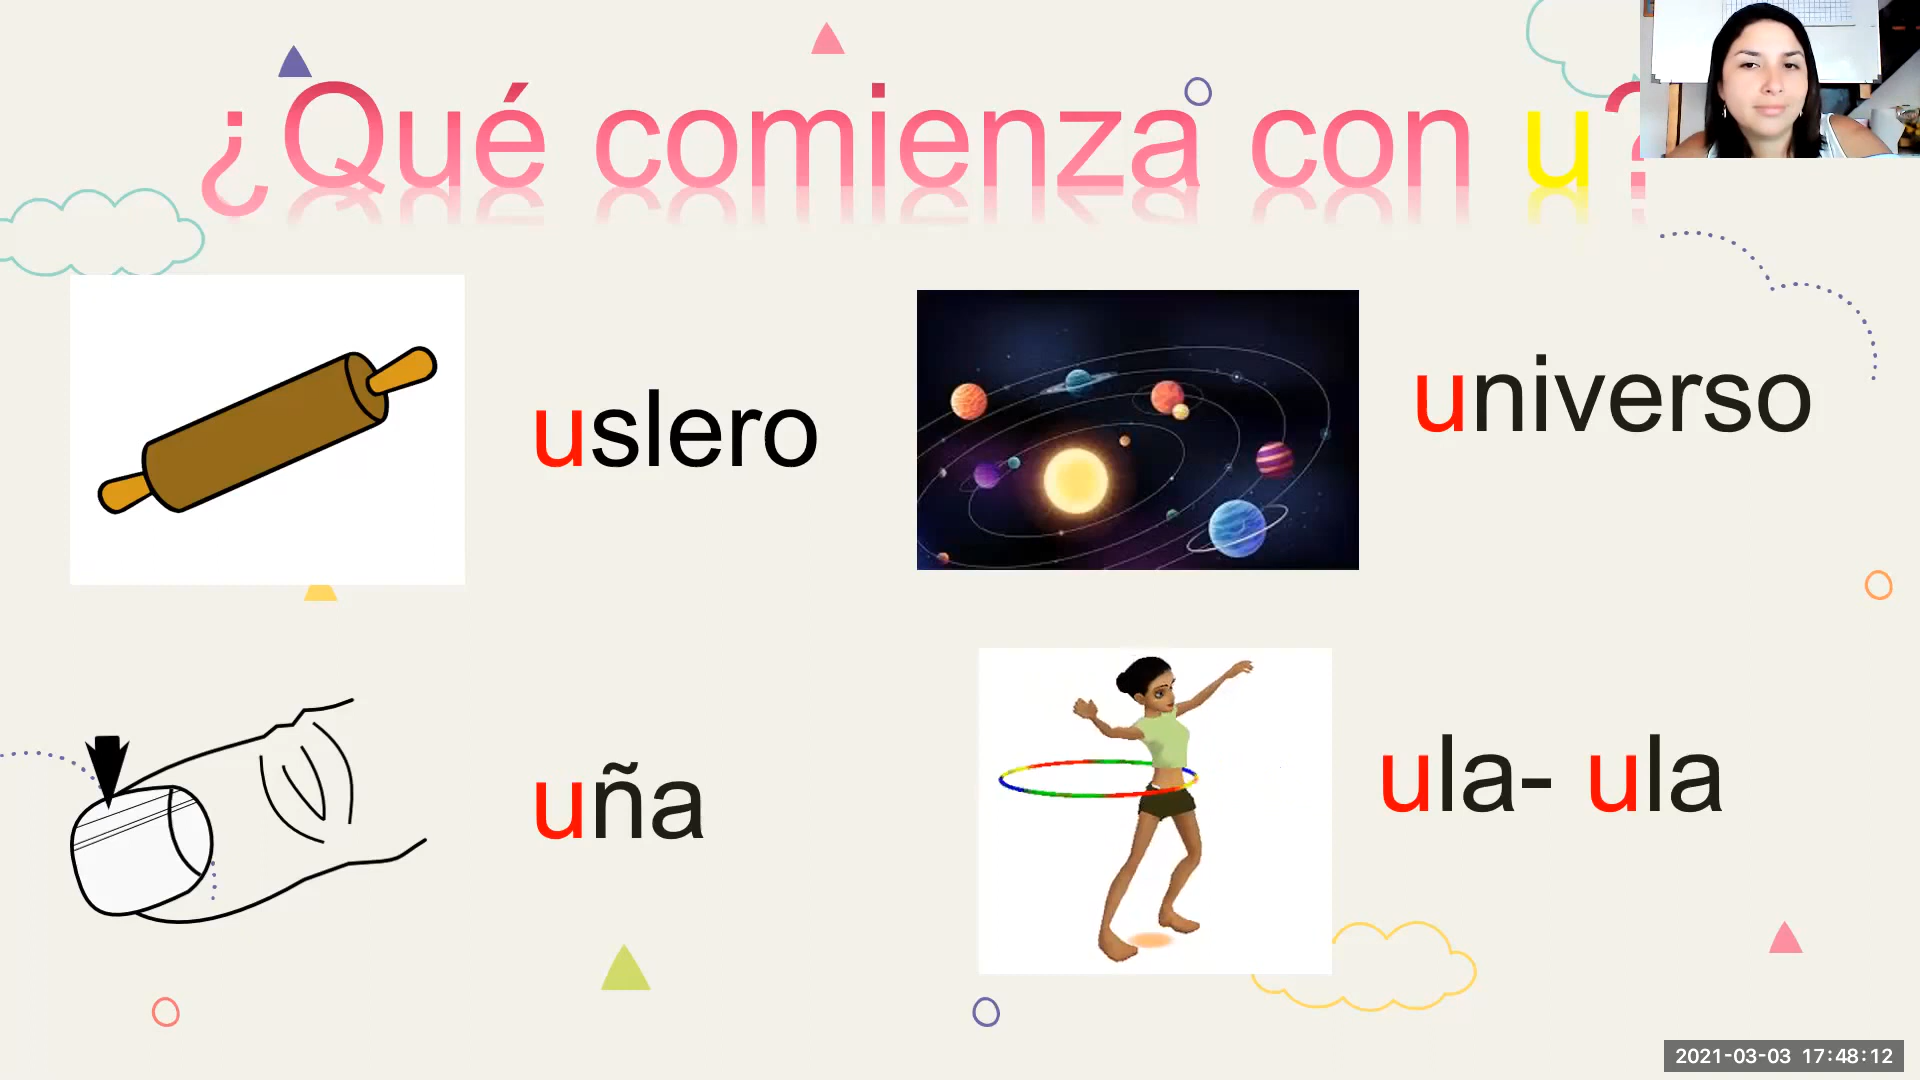 ¿Qué comienza con u?
uslero
universo
uña
ula- ula
2021-03-03 17:48:12